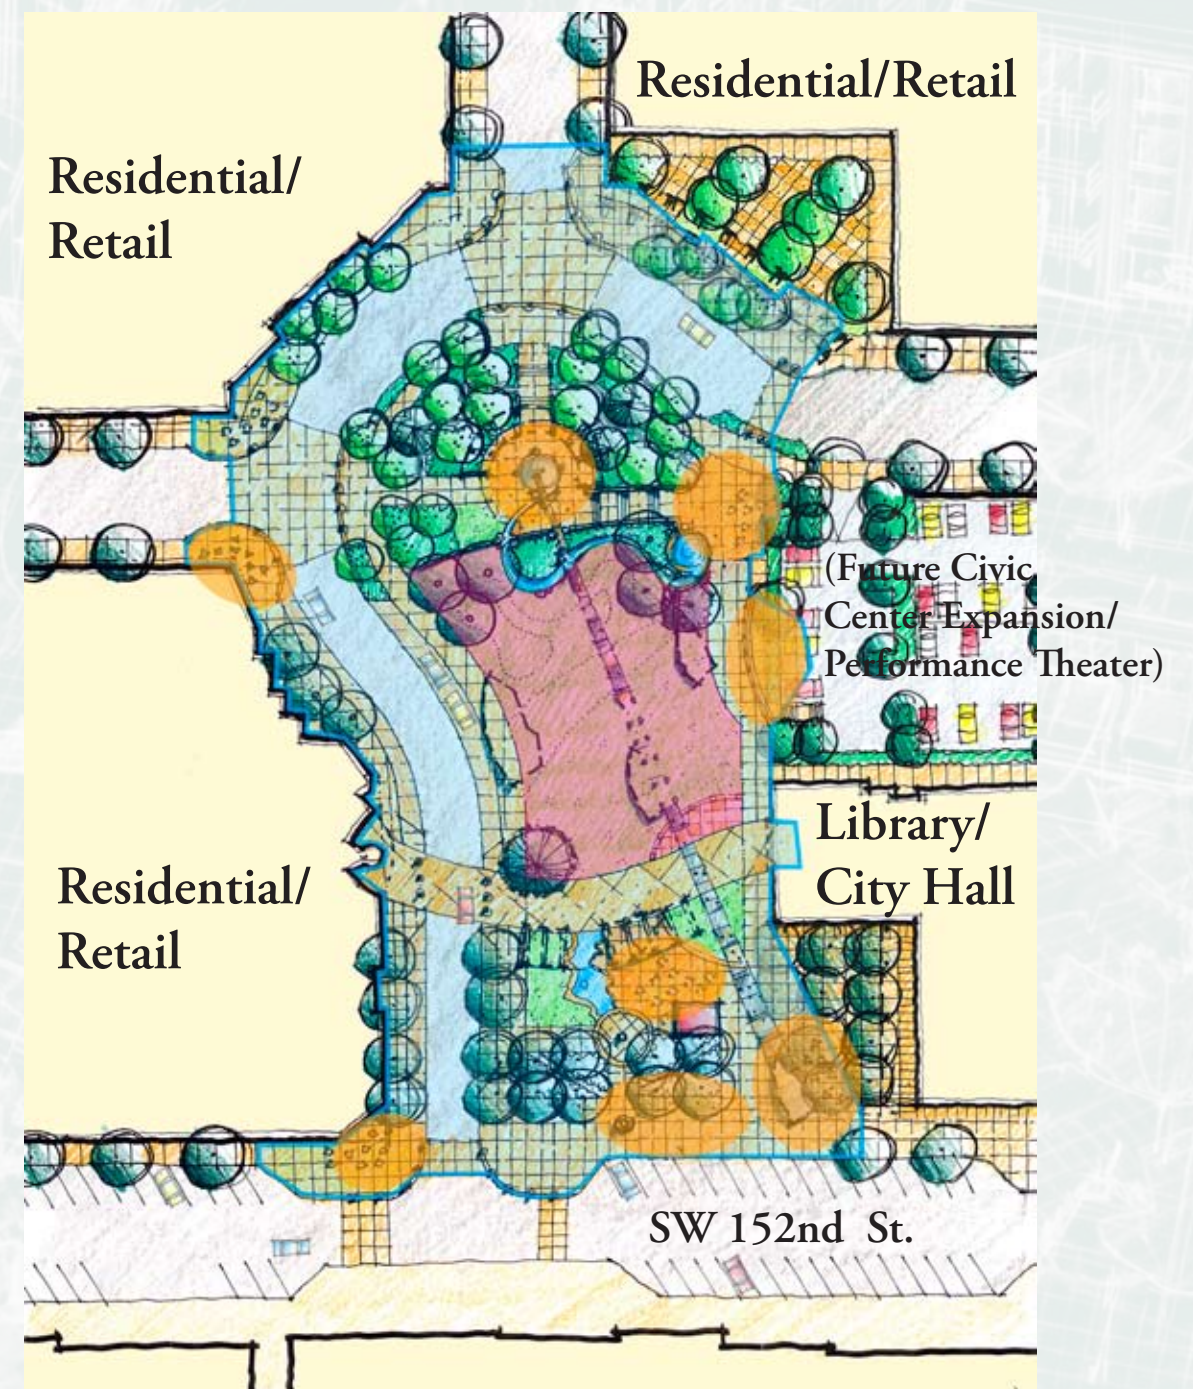 Residential/Retail
Residential/
Retail
(Future Civic
Center Expansion/
Performance Theater)
Library/
City Hall
Residential/
Retail
SW 152nd St.